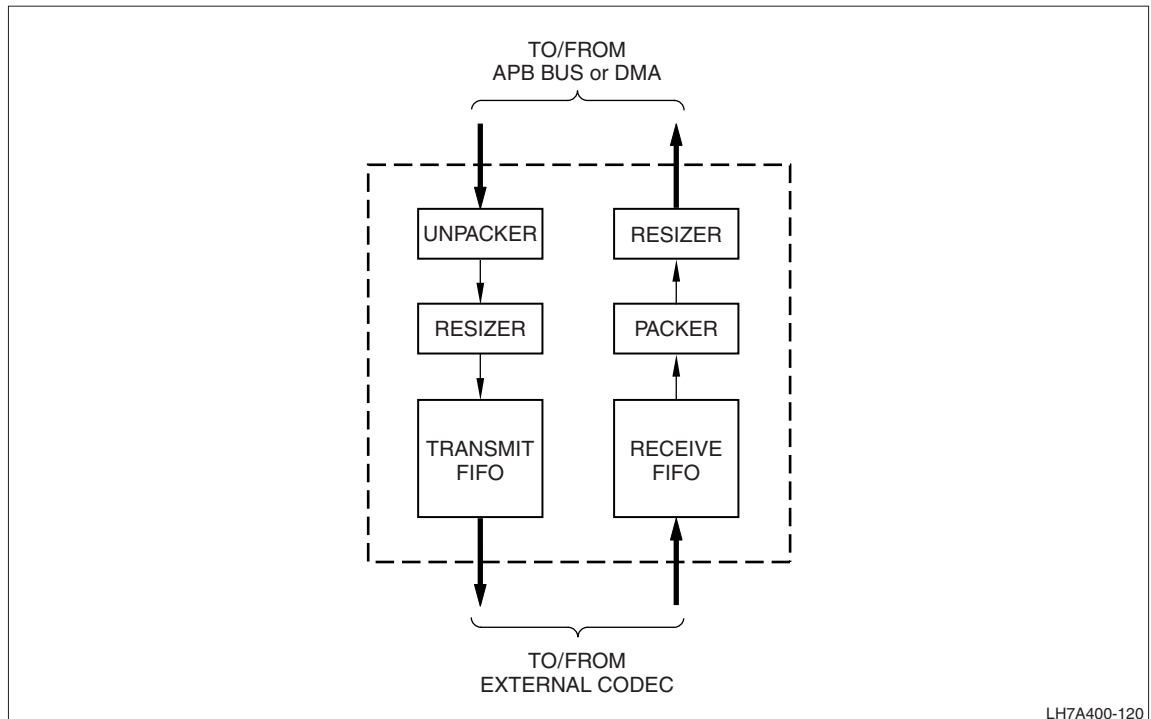 TO/FROM
APB BUS or DMA
UNPACKER
RESIZER
RESIZER
PACKER
TRANSMIT
FIFO
RECEIVE
FIFO
TO/FROM
EXTERNAL CODEC
LH7A400-120